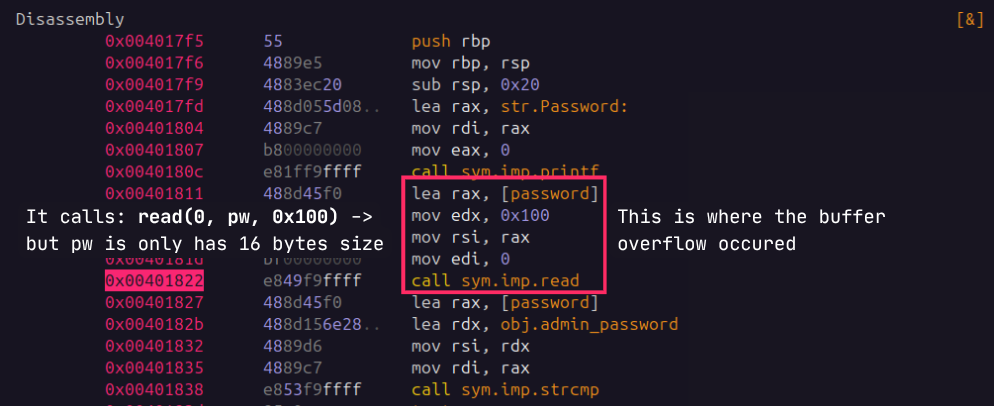 Disassembly [&]
0x004017f5 55 push rbp
0x004017f6 4889e5 mov rbp, rsp
0x004017f9 4883ec20 sub rsp, 0x20
0x004017fd 488d055d08.. lea rax, str.Password:
0x00401804 4889c7 mov rdi, rax
0x00401807 b800000000 mov eax, 0
0x0040180c e81ff9ffff call sym.imp.printf
0x00401811 488d45f0 lea rax, [password]
It calls: read(0, pw, 0x100) -> mov edx, 0x100 This is where the buffer
mov rsi, rax
but pw is only has 16 bytes size overflow occured
0x0040181d bf00000000 mov edi, 0
0x00401822 e849f9ffff call sym.imp.read
0x00401827 488d45f0 lea rax, [password]
0x0040182b 488d156e28.. lea rdx, obj.admin_password
0x00401832 4889d6 mov rsi, rdx
0x00401835 4889c7 mov rdi, rax
0x00401838 e853f9ffff call sym.imp.strcmp